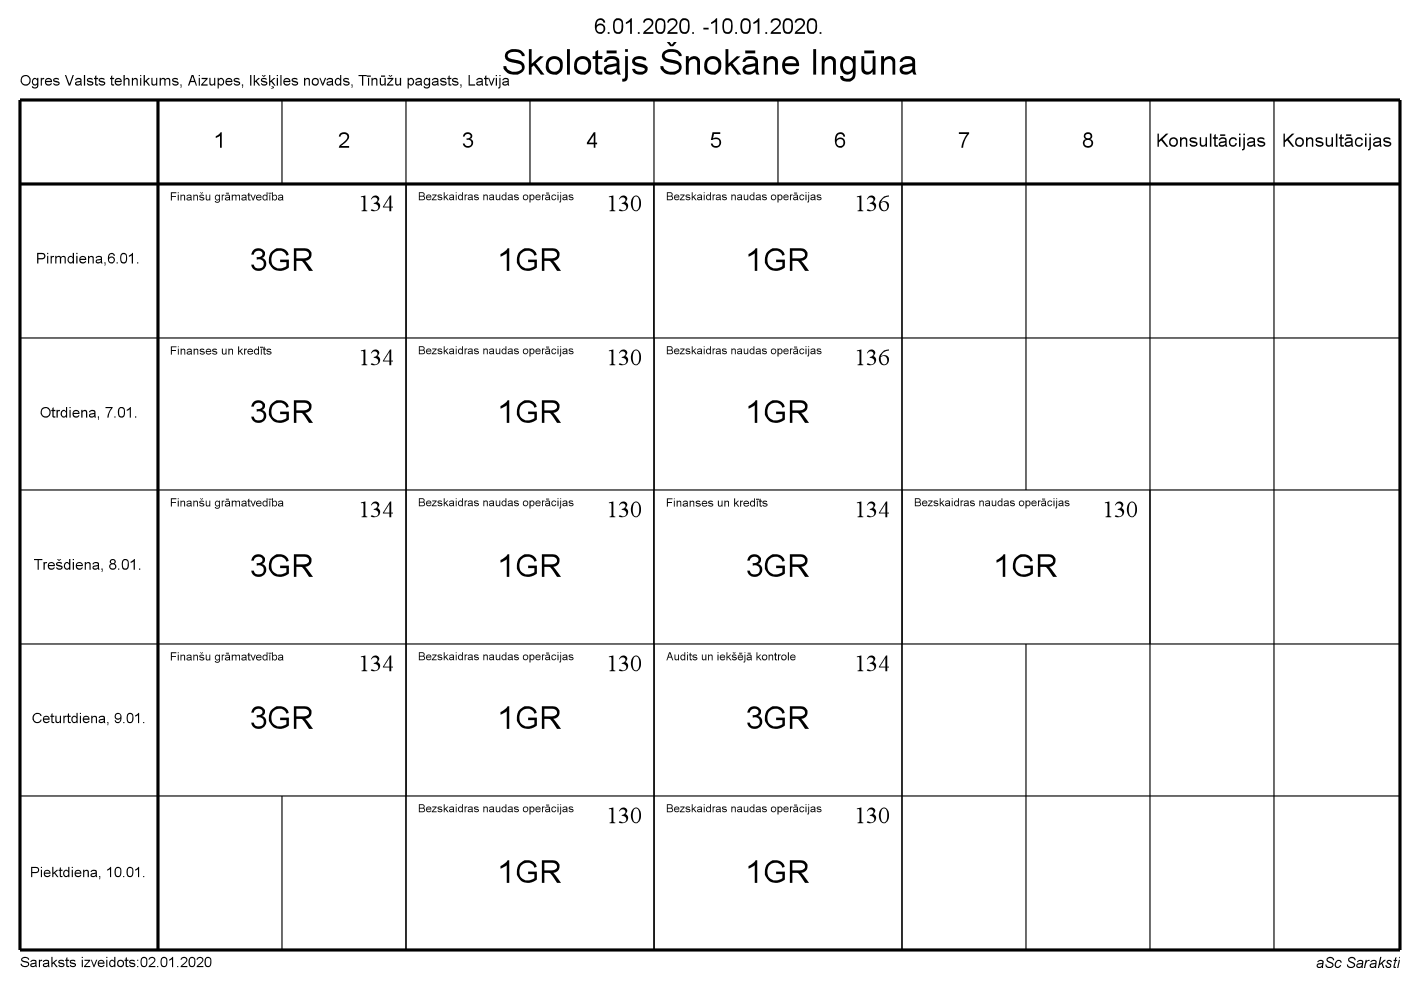 6.01.2020. -10.01.2020.
Skolotājs Šnokāne Ingūna
Ogres Valsts tehnikums, Aizupes, Ikšķiles novads, Tīnūžu pagasts, Latvija
1 2 3 4 5 6 7 8 Konsultācijas Konsultācijas
Finanšu grāmatvedība 134 Bezskaidras naudas operācijas 130 Bezskaidras naudas operācijas 136
Pirmdiena,6.01. 3GR 1GR 1GR
Finanses un kredīts 134 Bezskaidras naudas operācijas 130 Bezskaidras naudas operācijas 136
Otrdiena, 7.01. 3GR 1GR 1GR
Finanšu grāmatvedība 134 Bezskaidras naudas operācijas 130 Finanses un kredīts 134 Bezskaidras naudas operācijas 130
Trešdiena, 8.01. 3GR 1GR 3GR 1GR
Finanšu grāmatvedība 134 Bezskaidras naudas operācijas 130 Audits un iekšējā kontrole 134
Ceturtdiena, 9.01. 3GR 1GR 3GR
Bezskaidras naudas operācijas 130 Bezskaidras naudas operācijas 130
Piektdiena, 10.01. 1GR 1GR
Saraksts izveidots:02.01.2020
aSc Saraksti